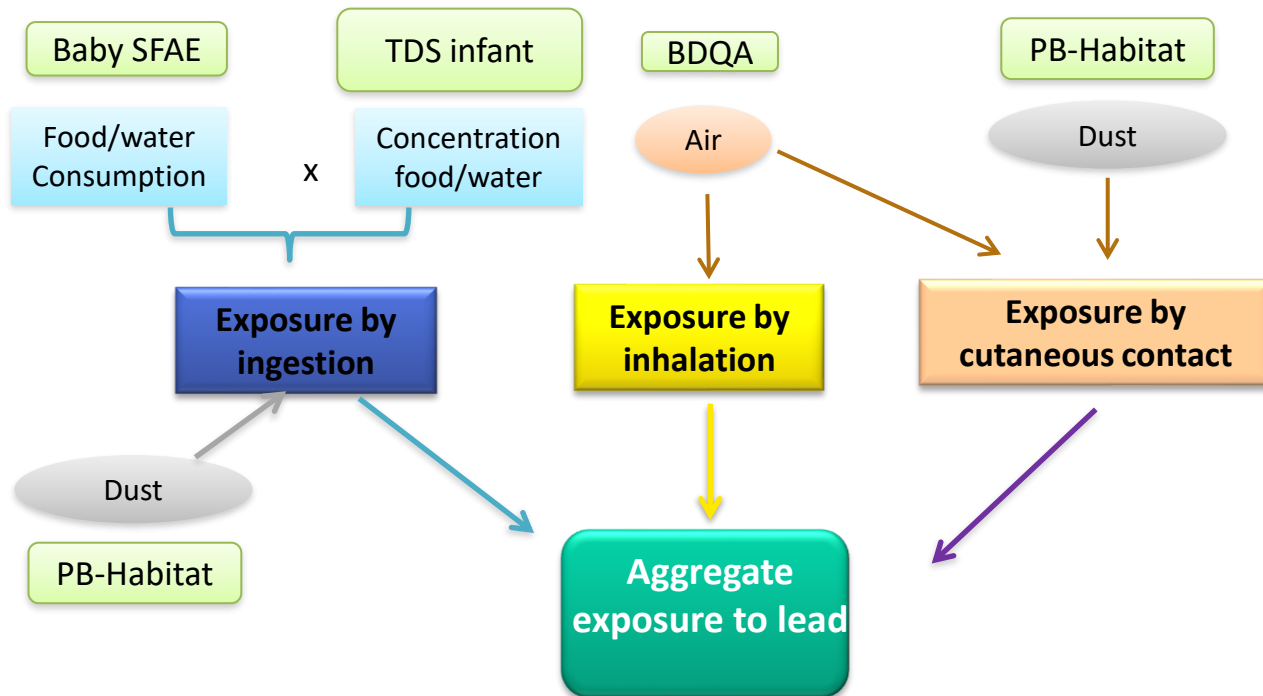 Baby SFAE
TDS infant
BDQA
PB-Habitat
Food/water
Consumption
x
Concentration
food/water
Air
Dust
Exposure by
ingestion
Exposure by
inhalation
Exposure by
cutaneous contact
Dust
PB-Habitat
Aggregate
exposure to lead